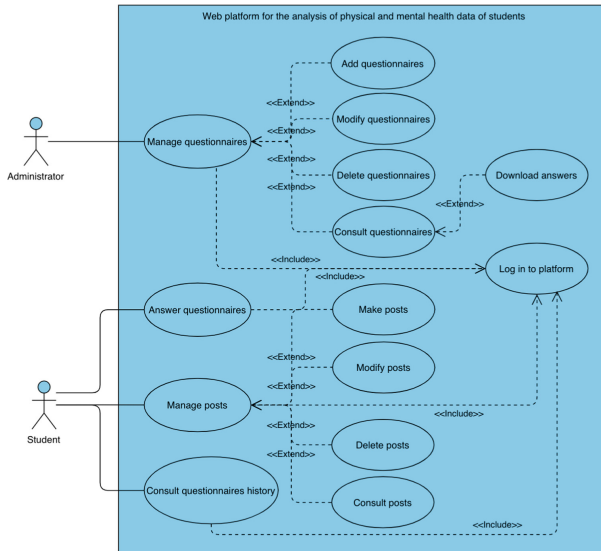 Web platform for the analysis of physical and mental health data of students
Add questionnaires
<<Extend>>
Modify questionnaires
<<Extend>>
Manage questionnaires
Administrator
<<Extend>>
Delete questionnaires
Download answers
<<Extend>>
<<Extend>>
Consult questionnaires
<<Include>>
Log in to platform
<<Include>>
Answer questionnaires
Make posts
<<Extend>>
Modify posts
<<Extend>>
Manage posts
<<Include>>
<<Extend>>
Student
Delete posts
<<Extend>>
Consult questionnaires history
Consult posts
<<Include>>